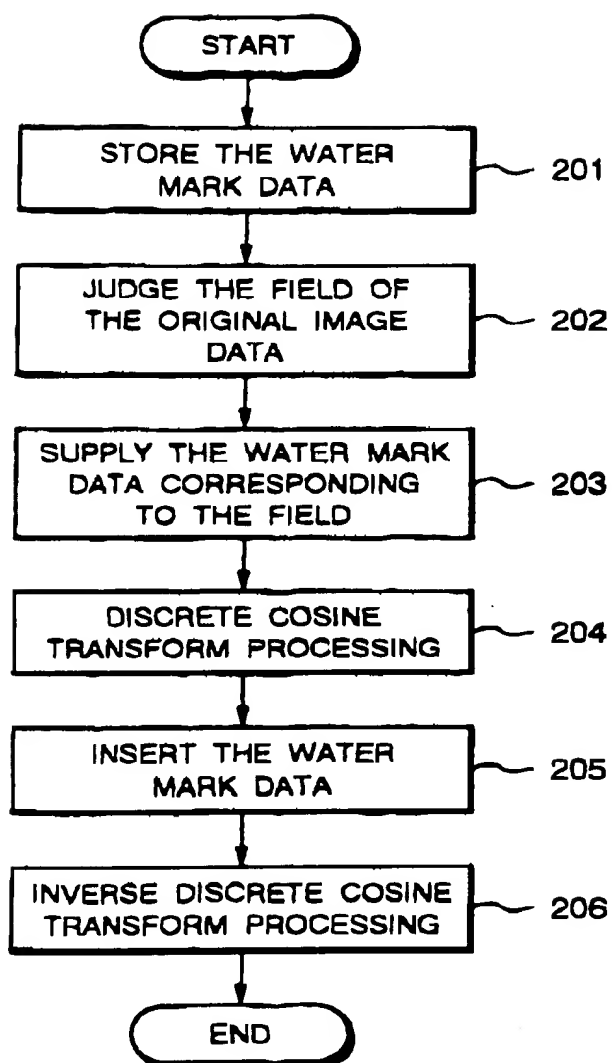 START
STORE THE WATER
MARK DATA
201
JUDGE THE FIELD OF
THE ORIGINAL IMAGE
DATA
202
SUPPLY THE WATER MARK
DATA CORRESPONDING
TO THE FIELD
203
DISCRETE COSINE
TRANSFORM PROCESSING
204
INSERT THE WATER
MARK DATA
205
INVERSE DISCRETE COSINE
TRANSFORM PROCESSING
206
END